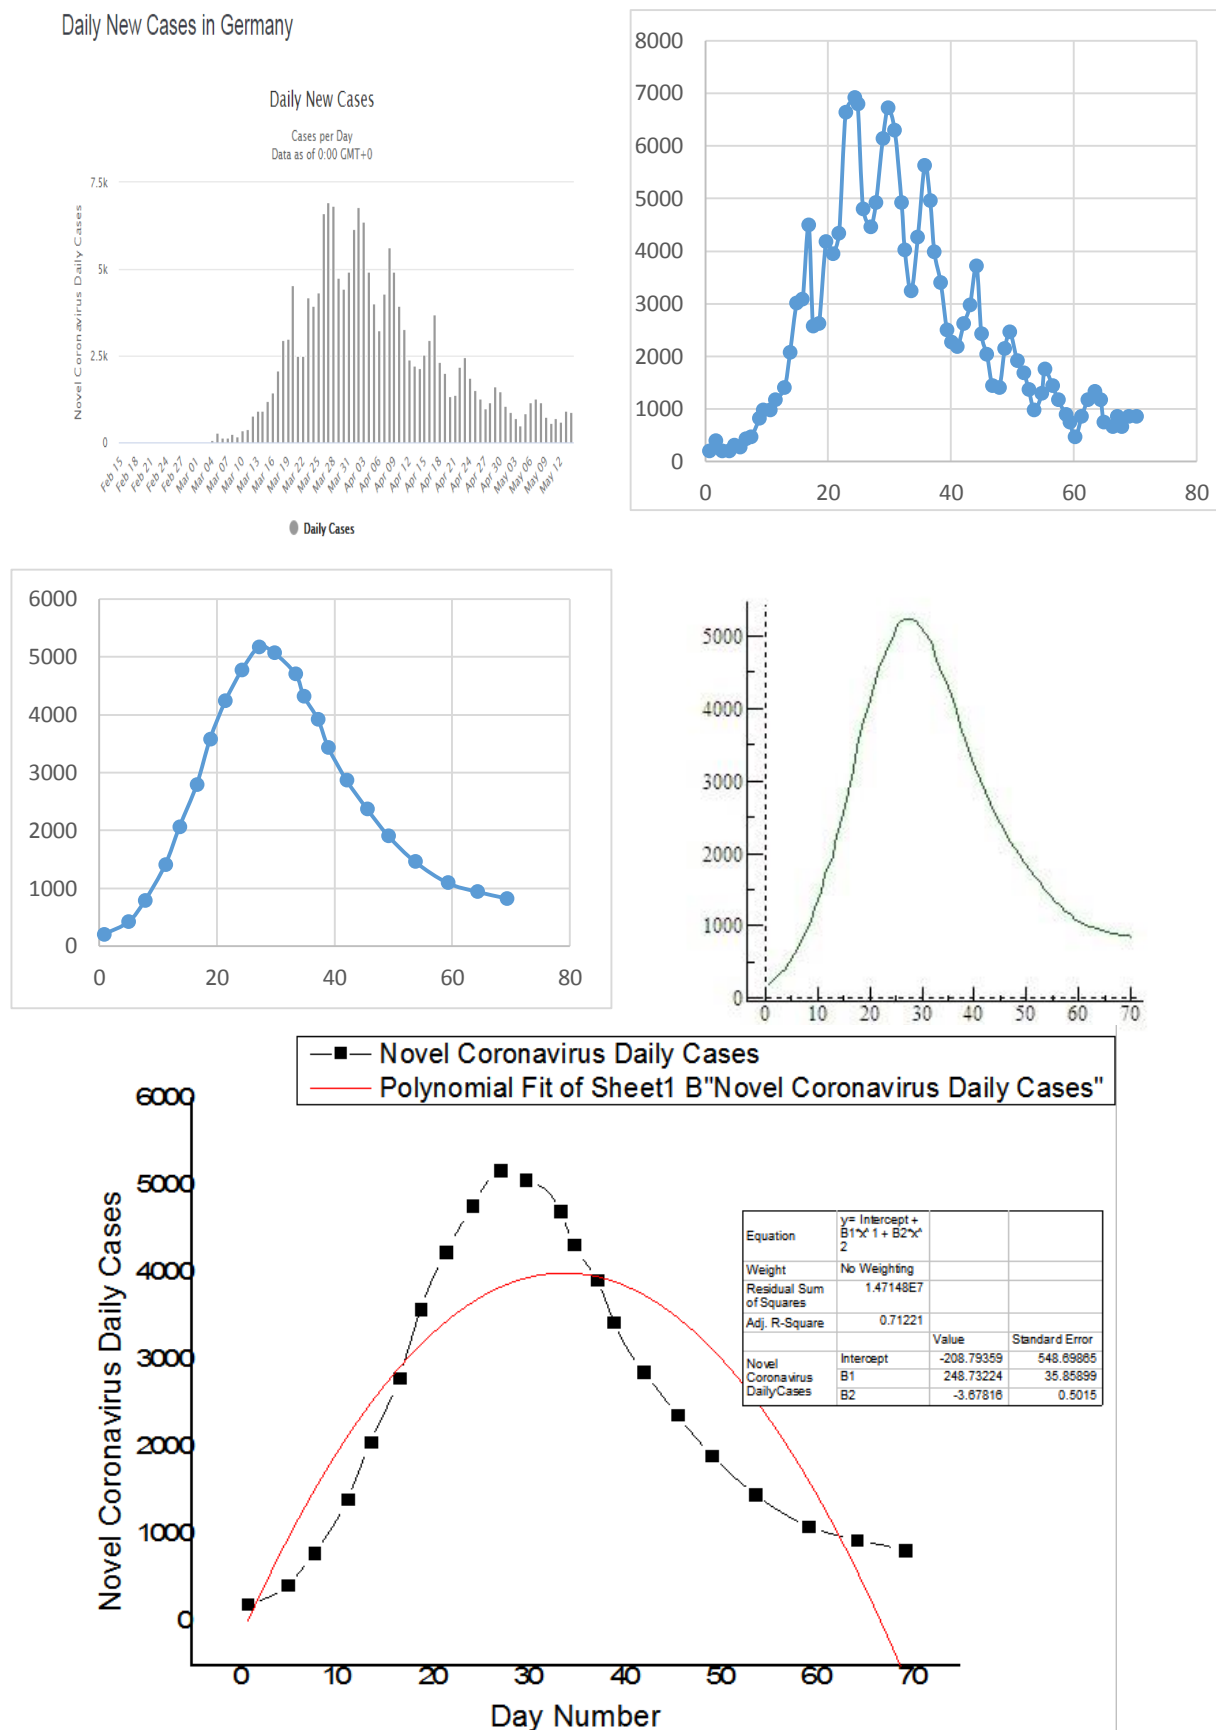 Daily New Cases in Germany
Daily New Cases
Cases per Day
Data as of 0:00 GMT+0
Novel Coronavirus Daily Cases
7.5k
5k
2.5k
0
Feb 15
Feb 18
Feb 21
Feb 24
Feb 27
Mar 01
Mar 04
Mar 07
Mar 10
Mar 13
Mar 16
Mar 19
Mar 22
Mar 25
Mar 28
Mar 31
Apr 03
Apr 06
Apr 09
Apr 12
Apr 15
Apr 18
Apr 21
Apr 24
Apr 27
Apr 30
May 03
May 06
May 09
May 12
Daily Cases
8000
7000
6000
5000
4000
3000
2000
1000
0
0 20 40 60 80
6000
5000
4000
3000
2000
1000
0
0 20 40 60 80
5000
4000
3000
2000
1000
0
0 10 20 30 40 50 60 70
Novel Coronavirus Daily Cases
Polynomial Fit of Sheet1 B"Novel Coronavirus Daily Cases"
Novel Coronavirus Daily Cases
6000
5000
4000
3000
2000
1000
0
Equation
y= Intercept +
B1*x^1 + B2*x^
2
Weight No Weighting
Residual Sum
of Squares
1.47148E7
Adj. R-Square 0.71221
Value Standard Error
Novel
Coronavirus
DailyCases
Intercept -208.79359 548.69865
B1 248.73224 35.85899
B2 -3.67816 0.5015
0 10 20 30 40 50 60 70
Day Number